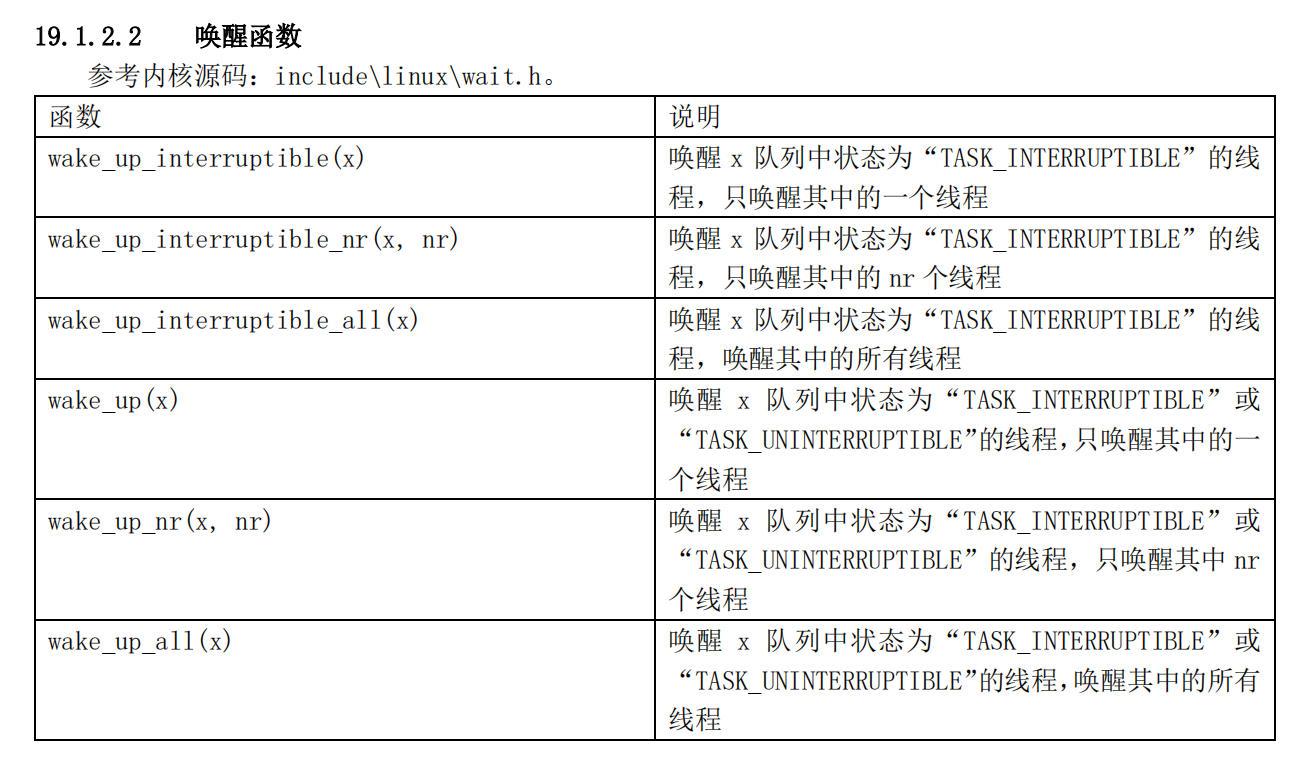 19.1.2.2 唤醒函数
参考内核源码：include\linux\wait.h。
函数 说明
wake_up_interruptible(x) 唤醒 x 队列中状态为“TASK_INTERRUPTIBLE”的线
程，只唤醒其中的一个线程
wake_up_interruptible_nr(x, nr) 唤醒 x 队列中状态为“TASK_INTERRUPTIBLE”的线
程，只唤醒其中的 nr 个线程
wake_up_interruptible_all(x) 唤醒 x 队列中状态为“TASK_INTERRUPTIBLE”的线
程，唤醒其中的所有线程
wake_up(x) 唤醒 x 队列中状态为“TASK_INTERRUPTIBLE”或
“TASK_UNINTERRUPTIBLE”的线程，只唤醒其中的一
个线程
wake_up_nr(x, nr) 唤醒 x 队列中状态为“TASK_INTERRUPTIBLE”或
“TASK_UNINTERRUPTIBLE”的线程，只唤醒其中 nr
个线程
wake_up_all(x) 唤醒 x 队列中状态为“TASK_INTERRUPTIBLE”或
“TASK_UNINTERRUPTIBLE”的线程，唤醒其中的所有
线程